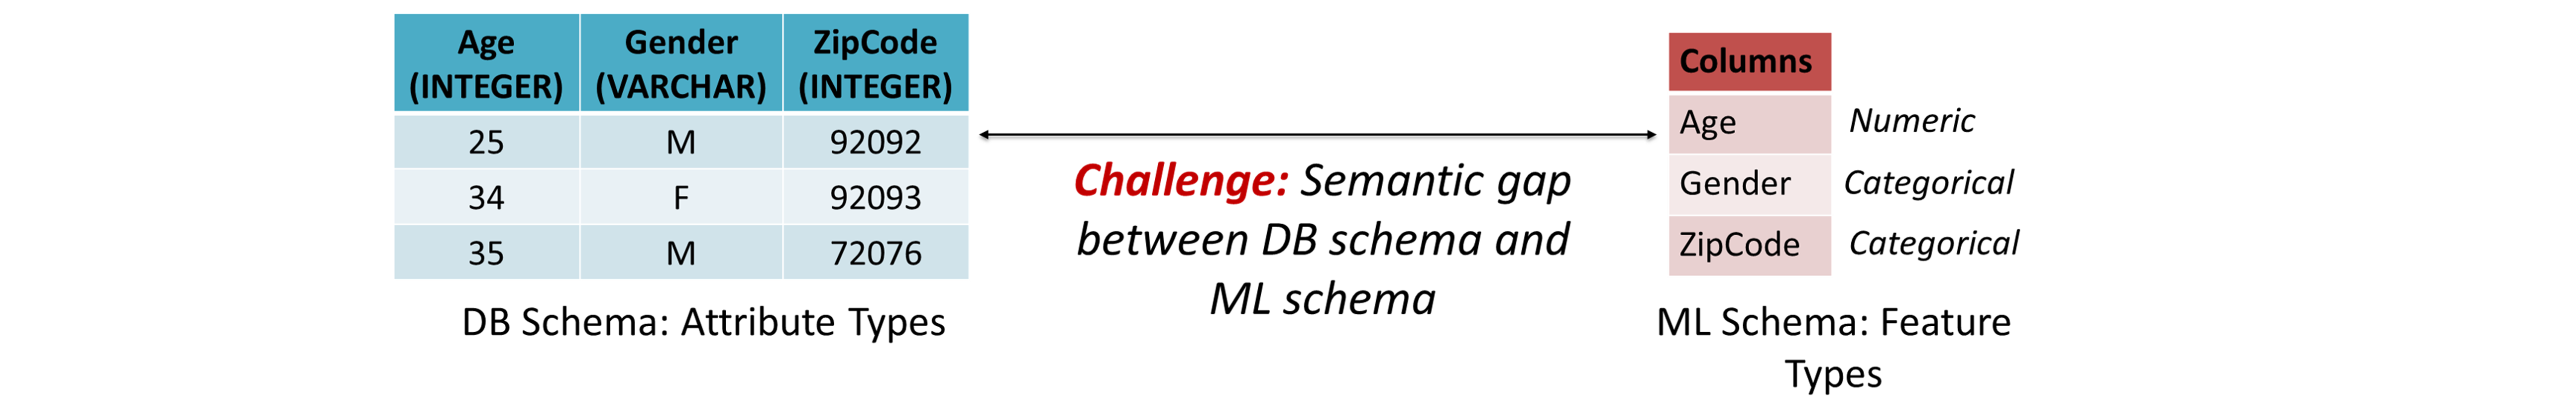 Age Gender ZipCode
(INTEGER) (VARCHAR) (INTEGER)
25 M 92092
34 F 92093
35 M 72076
DB Schema: Attribute Types
Challenge: Semantic gap
between DB schema and
ML schema
Columns
Age Numeric
Gender Categorical
ZipCode Categorical
ML Schema: Feature
Types